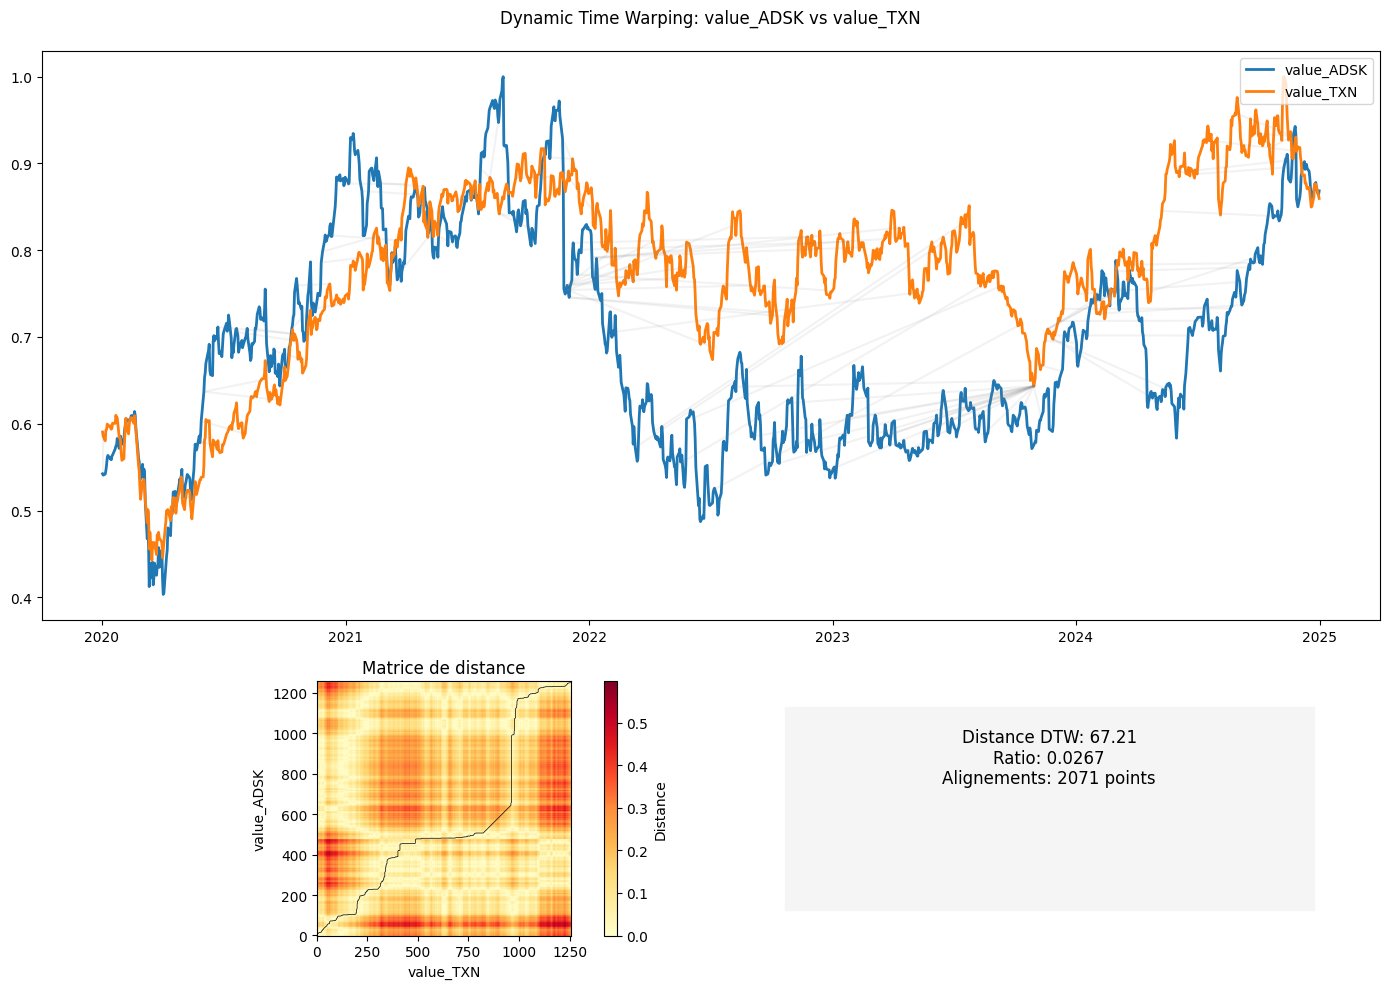 Dynamic Time Warping: value_ADSK vs value_TXN
value_ADSK
value_TXN
1.0
0.9
0.8
0.7
0.6
0.5
0.4
2020 2021 2022 2023 2024 2025
Matrice de distance
1200
1000
800
600
400
200
0
value_ADSK
0 250 500 750 1000 1250
value_TXN
0.5
0.4
0.3
0.2
0.1
0.0
Distance
Distance DTW: 67.21
Ratio: 0.0267
Alignements: 2071 points